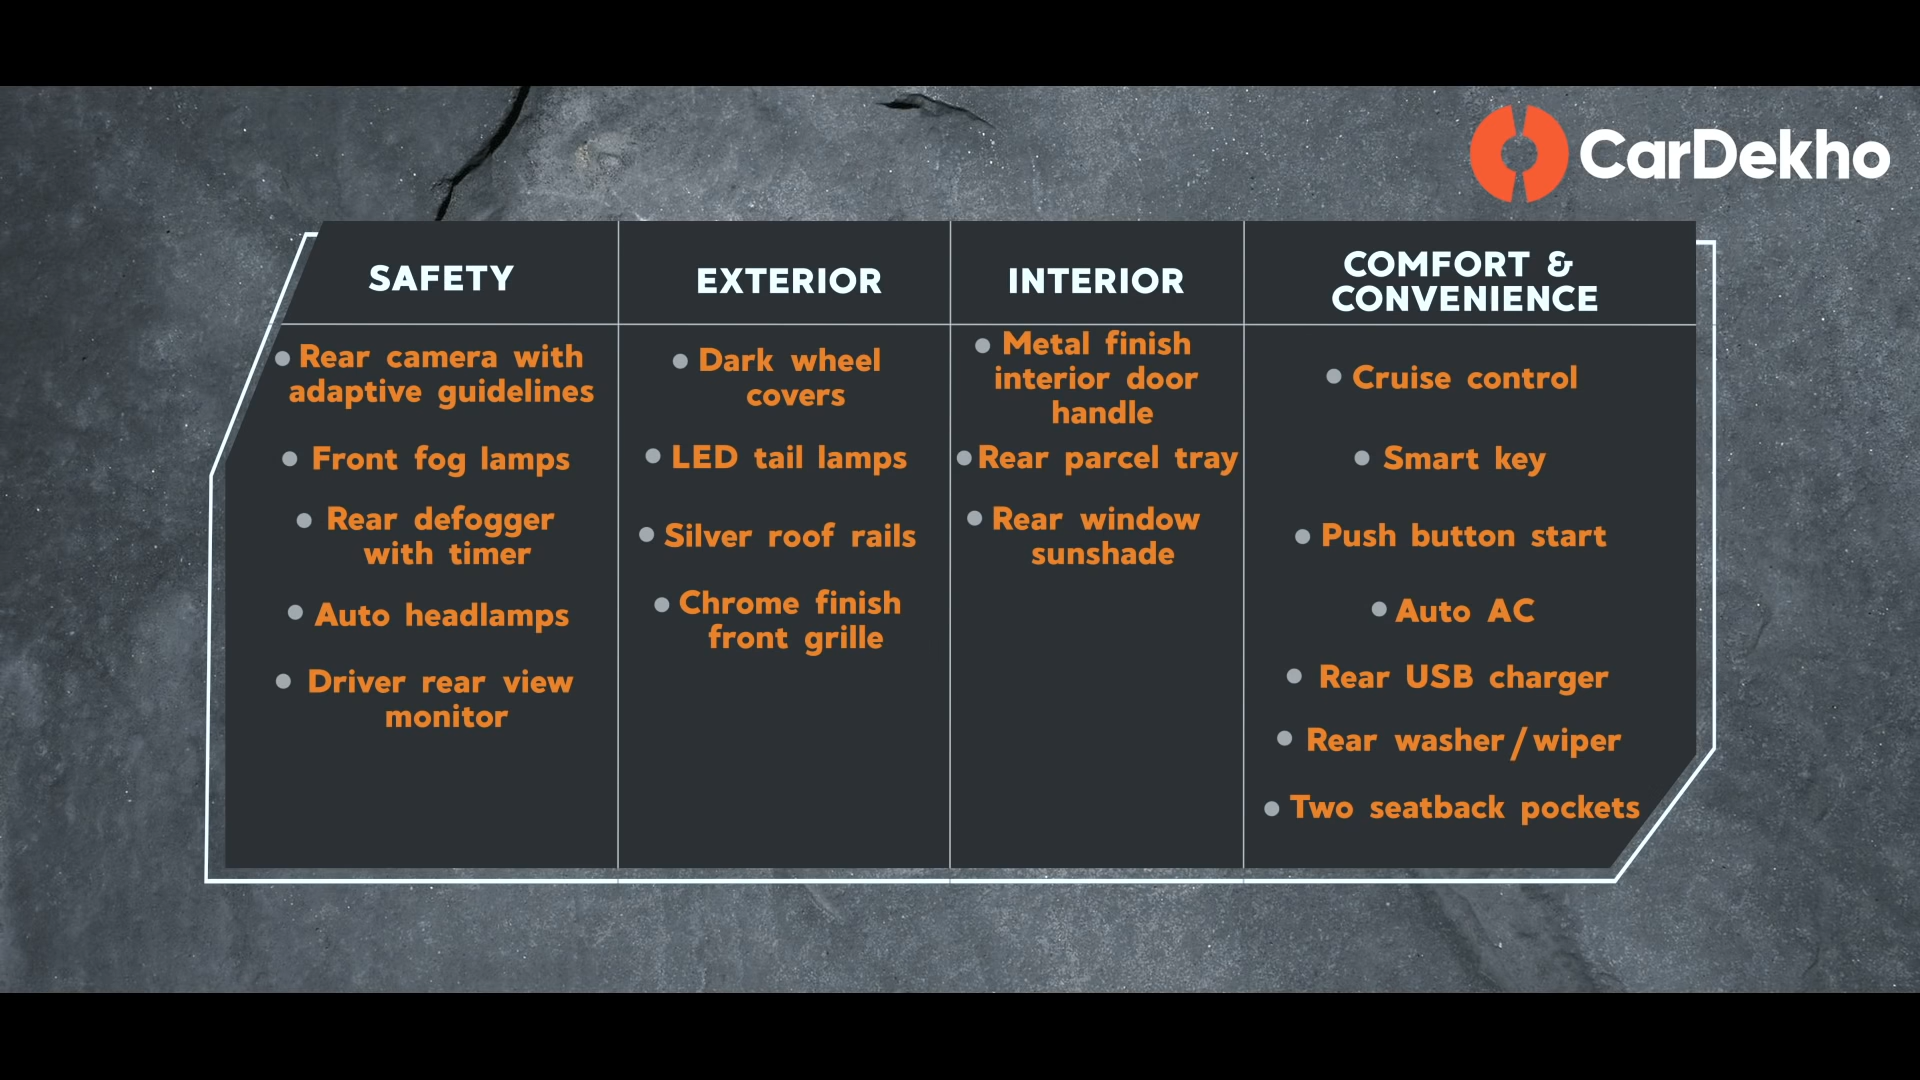 CarDekho
SAFETY
Rear camera with
adaptive guidelines
Front fog lamps
Rear defogger
with timer
Auto headlamps
Driver rear view
monitor
EXTERIOR
Dark wheel
covers
LED tail lamps
Silver roof rails
Chrome finish
front grille
INTERIOR
Metal finish
interior door
handle
Rear parcel tray
Rear window
sunshade
COMFORT &
CONVENIENCE
Cruise control
Smart key
Push button start
Auto AC
Rear USB charger
Rear washer/wiper
Two seatback pockets